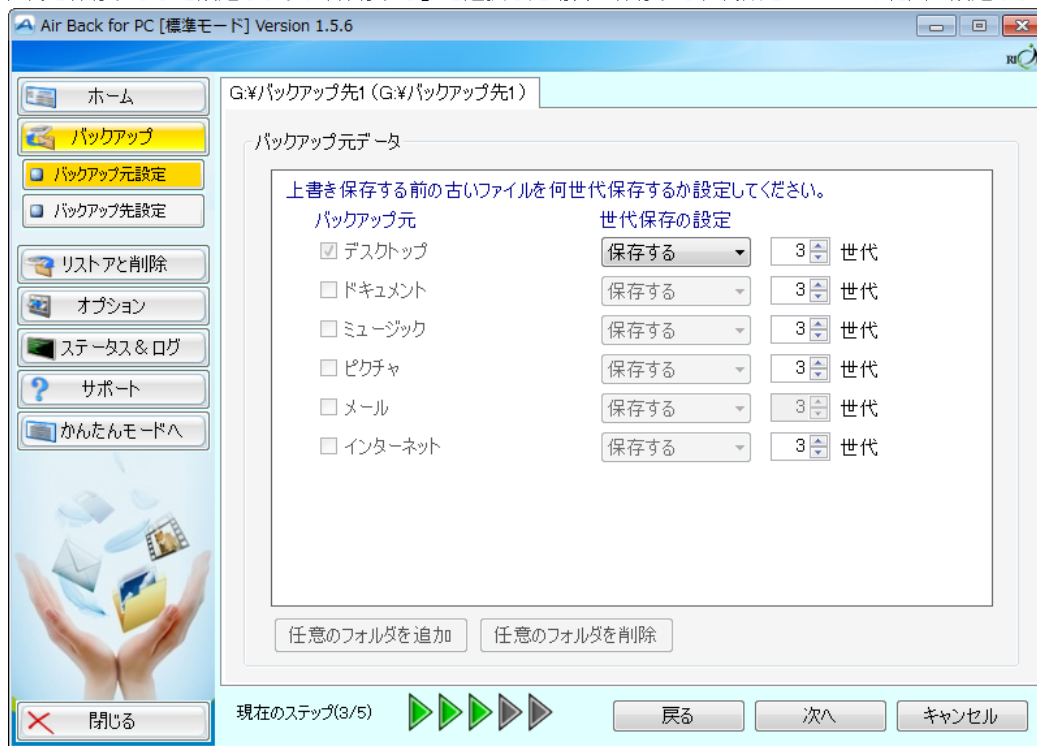 Air Back for PC [標準モード] Version 1.5.6
RI
ホーム
バックアップ
バックアップ元設定
バックアップ先設定
リストアと削除
オプション
ステータス＆ログ
サポート
かんたんモードへ
閉じる
G:¥バックアップ先1 (G:¥バックアップ先1)
バックアップ元データ
上書き保存する前の古いファイルを何世代保存するか設定してください。
バックアップ元 世代保存の設定
デスクトップ 保存する 3 世代
ドキュメント 保存する 3 世代
ミュージック 保存する 3 世代
ピクチャ 保存する 3 世代
メール 保存する 3 世代
インターネット 保存する 3 世代
任意のフォルダを追加 任意のフォルダを削除
現在のステップ(3/5) 戻る 次へ キャンセル